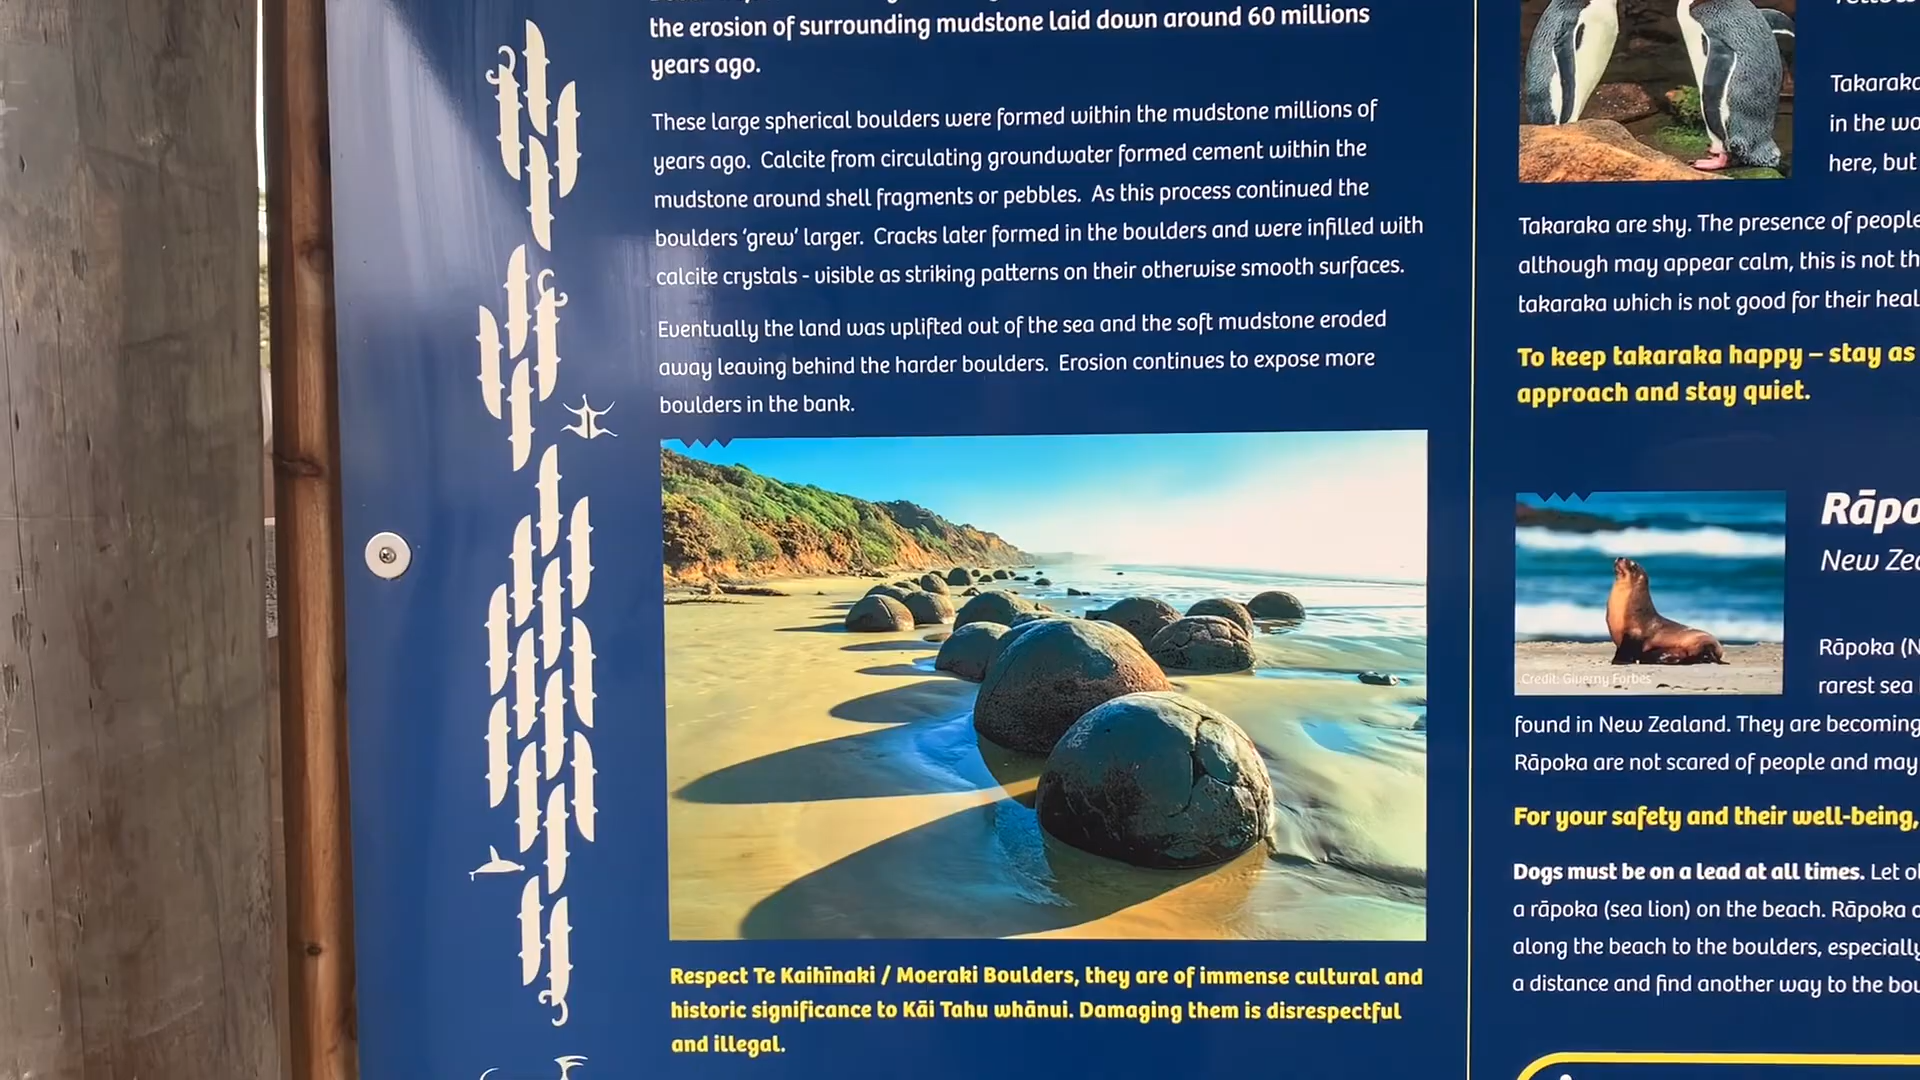 the erosion of surrounding mudstone laid down around 60 millions
years ago.
These large spherical boulders were formed within the mudstone millions of
years ago. Calcite from circulating groundwater formed cement within the
mudstone around shell fragments or pebbles. As this process continued the
boulders ‘grew’ larger. Cracks later formed in the boulders and were infilled with
calcite crystals - visible as striking patterns on their otherwise smooth surfaces.
Eventually the land was uplifted out of the sea and the soft mudstone eroded
away leaving behind the harder boulders. Erosion continues to expose more
boulders in the bank.
Respect Te Kaihīnaki / Moeraki Boulders, they are of immense cultural and
historic significance to Kāi Tahu whānui. Damaging them is disrespectful
and illegal.
Takaraka
in the wo
here, but
Takaraka are shy. The presence of people
although may appear calm, this is not th
takaraka which is not good for their heal
To keep takaraka happy – stay as
approach and stay quiet.
Rāpo
New Zea
Credit: Giverny Forbes
Rāpoka (N
rarest sea
found in New Zealand. They are becoming
Rāpoka are not scared of people and may
For your safety and their well-being,
Dogs must be on a lead at all times. Let ot
a rāpoka (sea lion) on the beach. Rāpoka o
along the beach to the boulders, especially
a distance and find another way to the bou